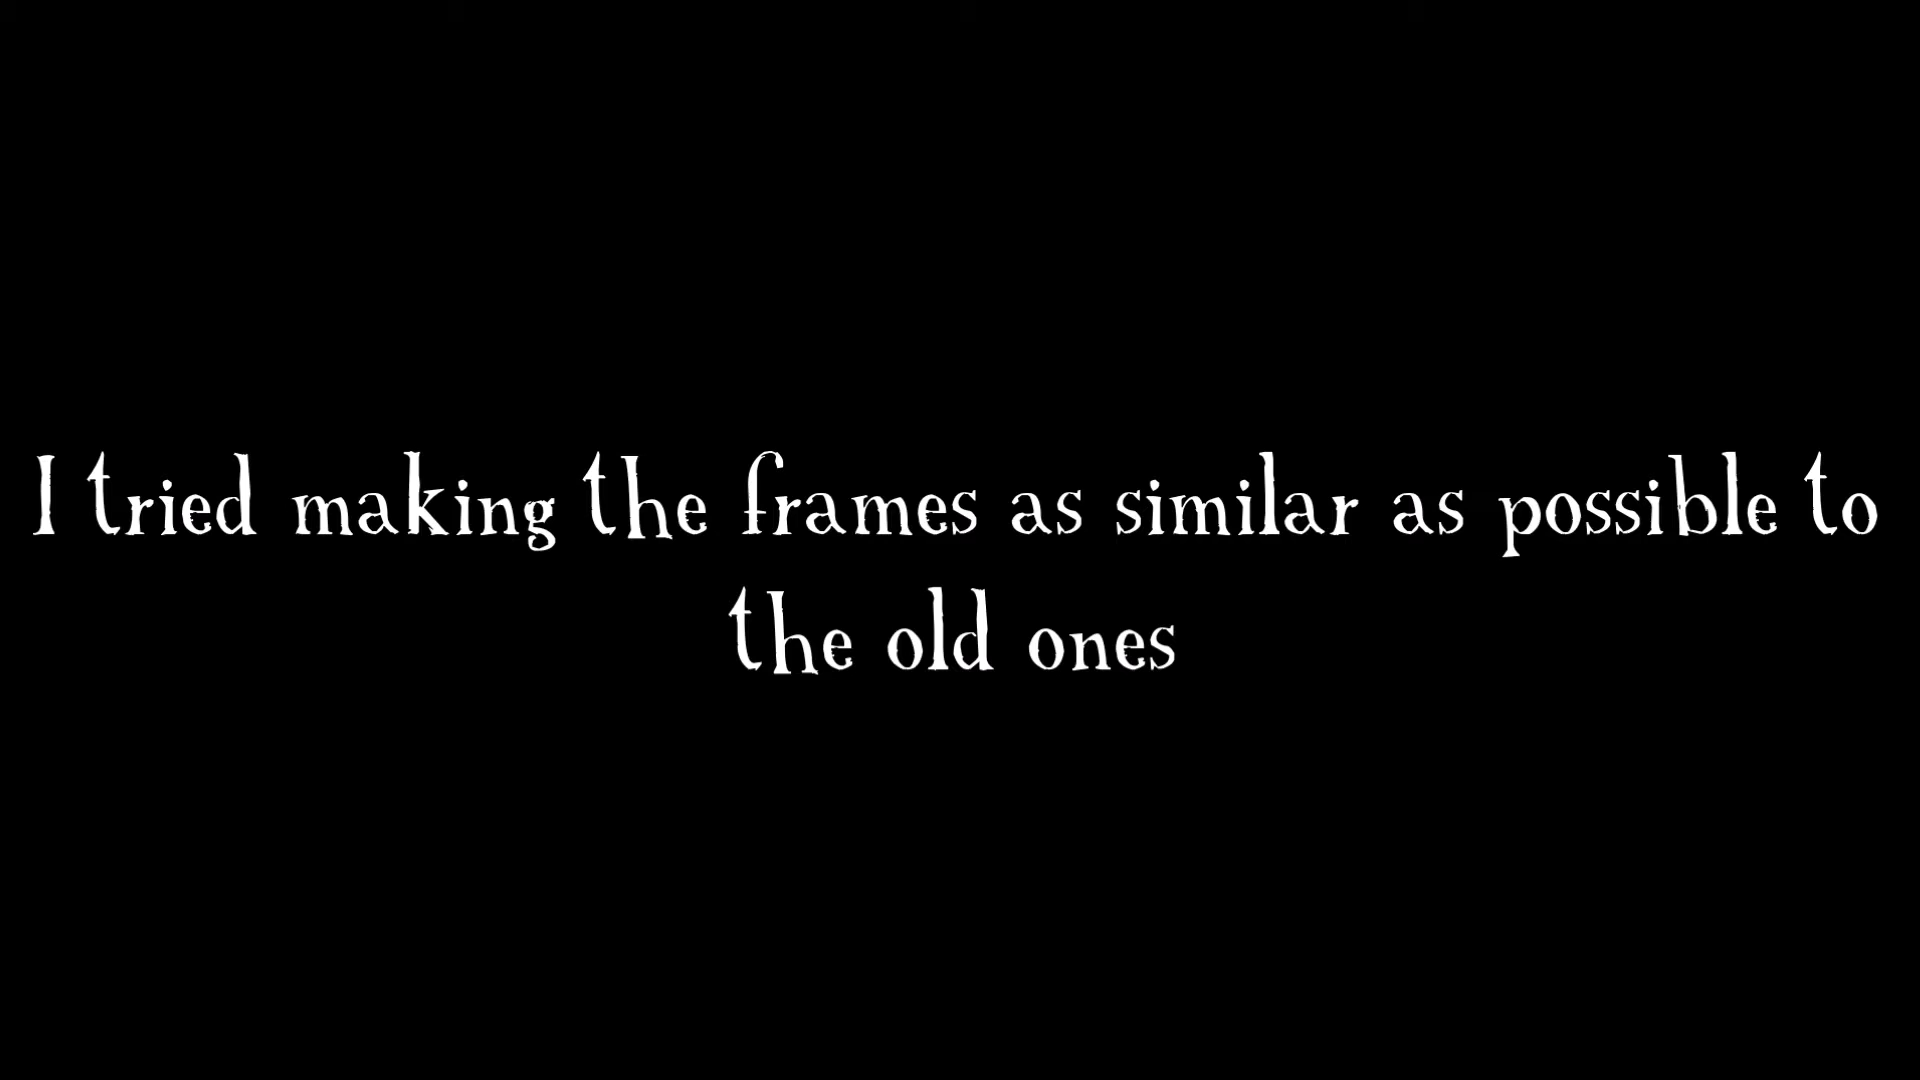 I tried making the frames as similar as possible to
the old ones